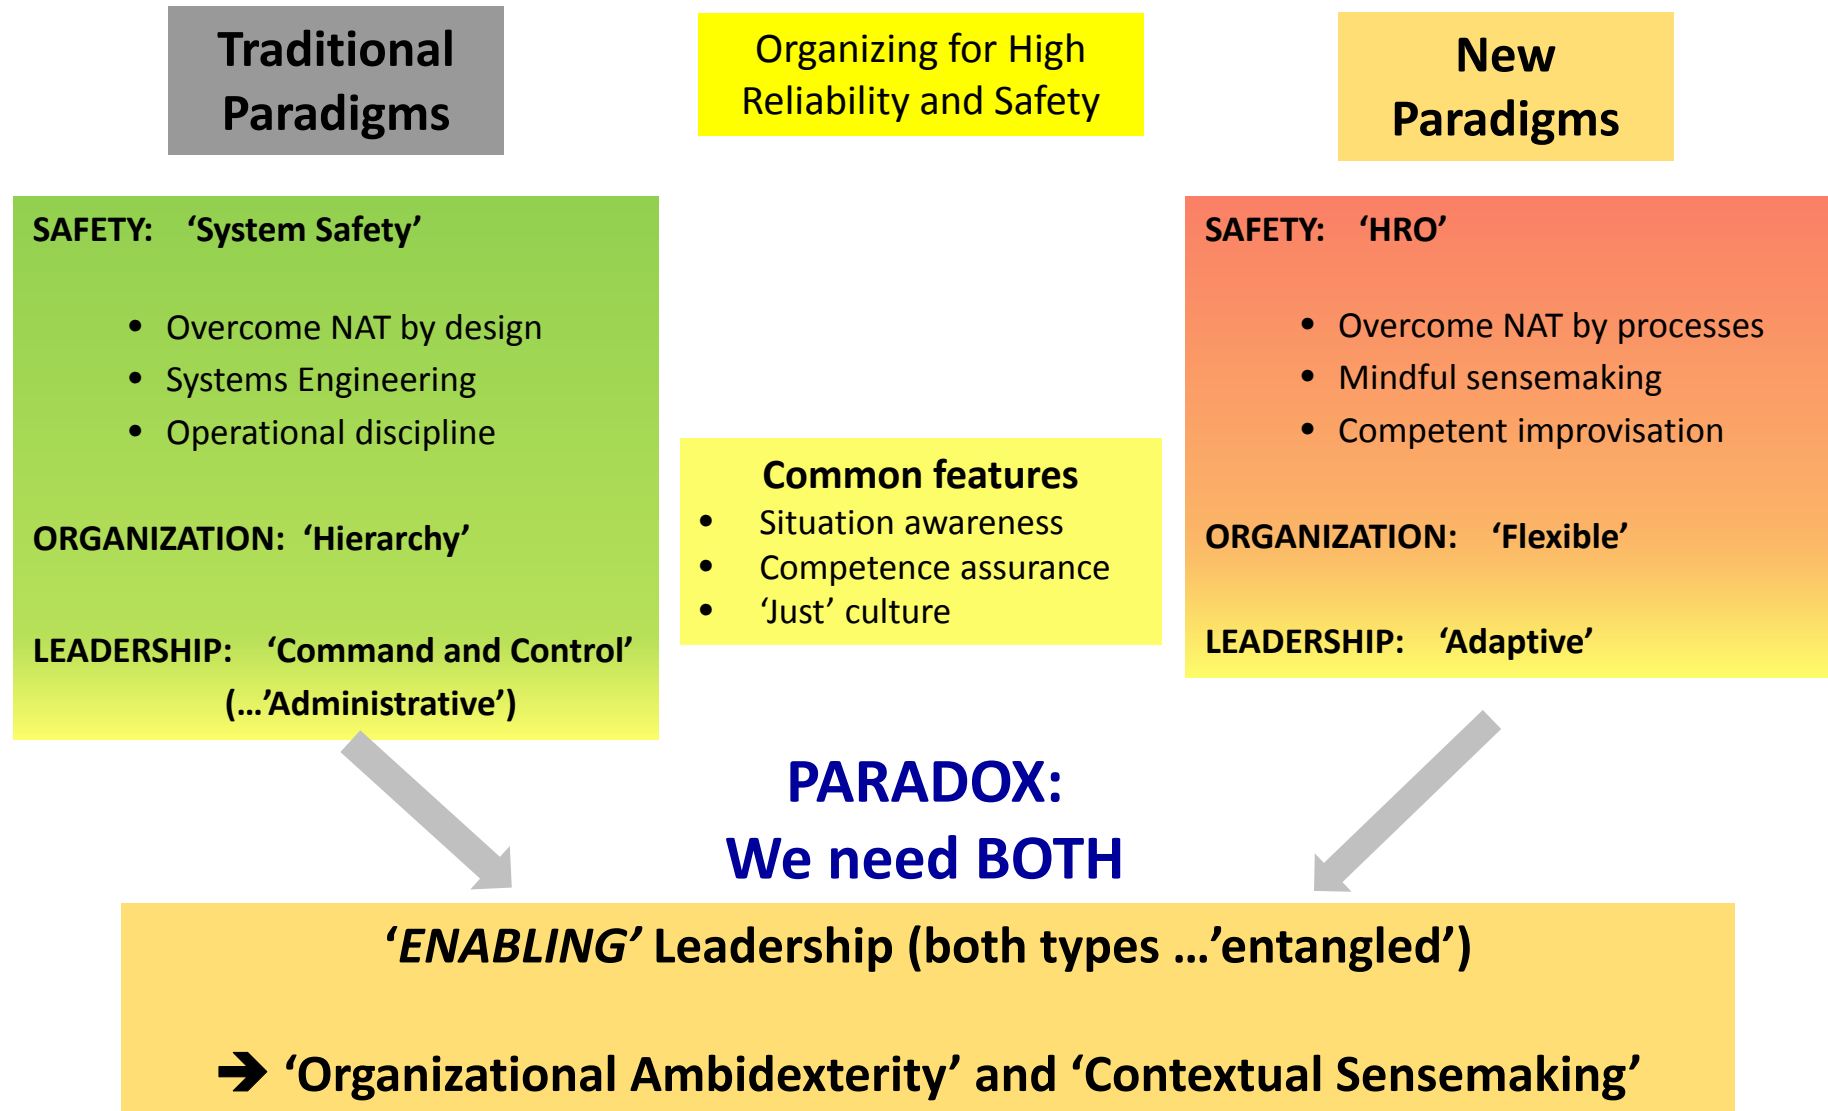 Traditional
Paradigms
Organizing for High
Reliability and Safety
New
Paradigms
SAFETY: ‘System Safety’
• Overcome NAT by design
• Systems Engineering
• Operational discipline
ORGANIZATION: ‘Hierarchy’
LEADERSHIP: ‘Command and Control’
(…’Administrative’)
Common features
• Situation awareness
• Competence assurance
• ‘Just’ culture
SAFETY: ‘HRO’
• Overcome NAT by processes
• Mindful sensemaking
• Competent improvisation
ORGANIZATION: ‘Flexible’
LEADERSHIP: ‘Adaptive’
PARADOX:
We need BOTH
‘ENABLING’ Leadership (both types …’entangled’)
➔ ‘Organizational Ambidexterity’ and ‘Contextual Sensemaking’